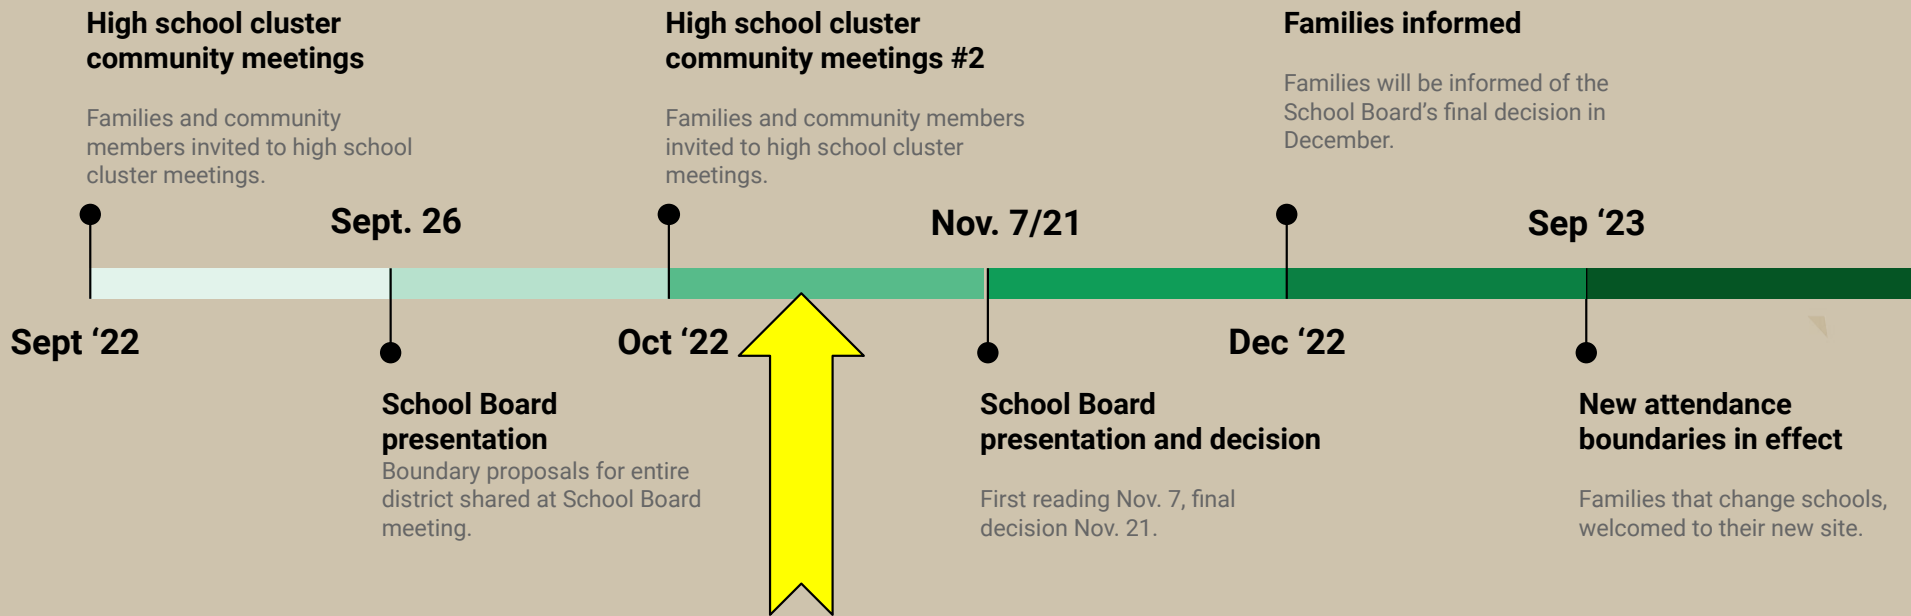 High school cluster
community meetings
Families and community
members invited to high school
cluster meetings.
High school cluster
community meetings #2
Families and community members
invited to high school cluster
meetings.
Families informed
Families will be informed of the
School Board’s final decision in
December.
Sept. 26
Nov. 7/21
Sep ‘23
Sept ‘22
Oct ‘22
Dec ‘22
School Board
presentation
Boundary proposals for entire
district shared at School Board
meeting.
School Board
presentation and decision
First reading Nov. 7, final
decision Nov. 21.
New attendance
boundaries in effect
Families that change schools,
welcomed to their new site.